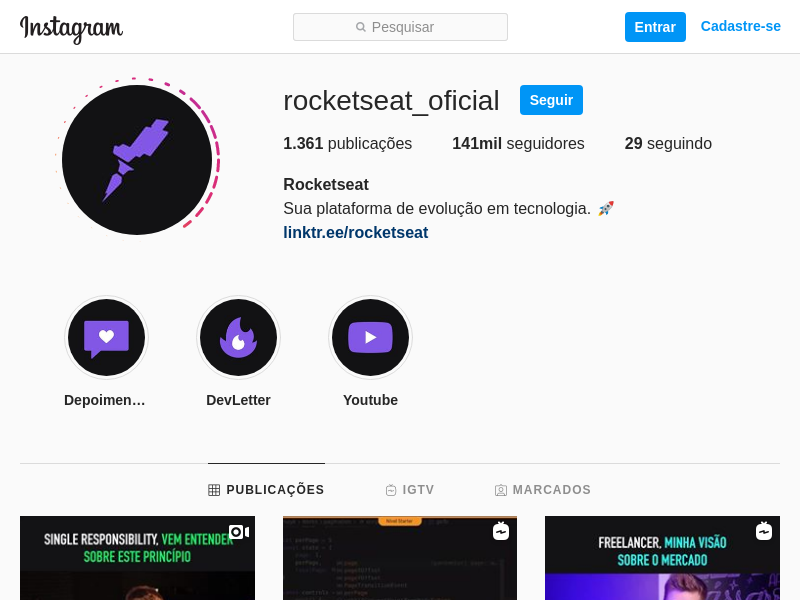 Instagram
Pesquisar
Entrar
Cadastre-se
rocketseat_oficial
Seguir
1.361 publicações
141mil seguidores
29 seguindo
Rocketseat
Sua plataforma de evolução em tecnologia. 🚀
linktr.ee/rocketseat
Depoimen…
DevLetter
Youtube
PUBLICAÇÕES
IGTV
MARCADOS
SINGLE RESPONSIBILITY, VEM ENTENDER
SOBRE ESTE PRINCÍPIO
Nível Starter
FREELANCER, MINHA VISÃO
SOBRE O MERCADO